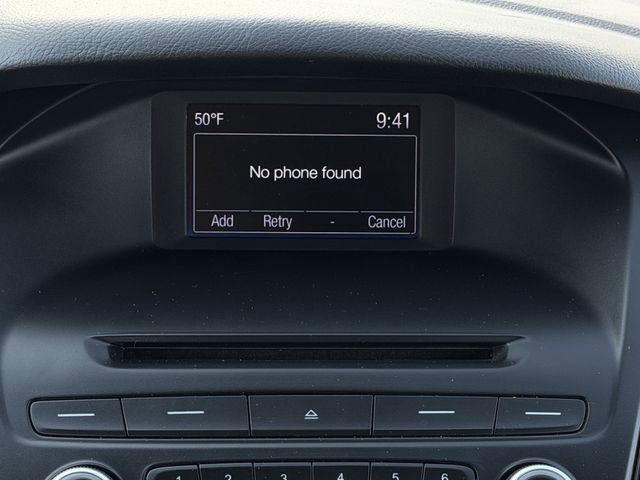 50°F 9:41
No phone found
Add Retry - Cancel
1 2 3 4 5 6